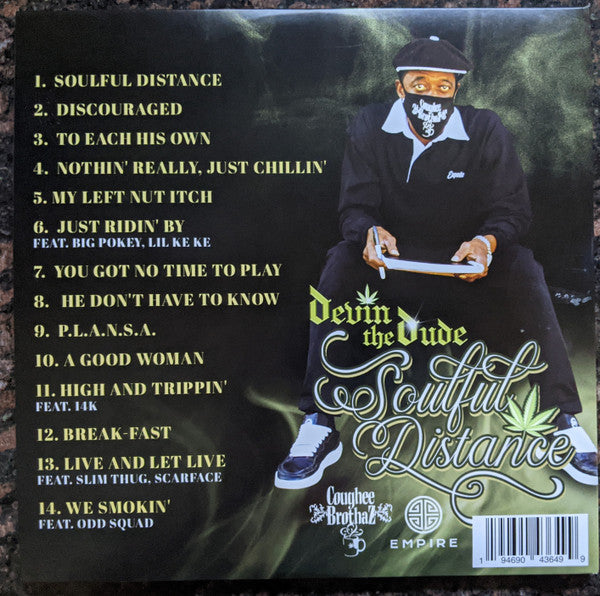 1. SOULFUL DISTANCE
2. DISCOURAGED
3. TO EACH HIS OWN
4. NOTHIN' REALLY, JUST CHILLIN'
5. MY LEFT NUT ITCH
6. JUST RIDIN' BY
FEAT. BIG POKEY, LIL KE KE
7. YOU GOT NO TIME TO PLAY
8. HE DON'T HAVE TO KNOW
9. P.L.A.N.S.A.
10. A GOOD WOMAN
11. HIGH AND TRIPPIN'
FEAT. 14K
12. BREAK-FAST
13. LIVE AND LET LIVE
FEAT. SLIM THUG, SCARFACE
14. WE SMOKIN'
FEAT. ODD SQUAD
Coughee
BrothaZ
Devin
the Dude
Soulful
Distance
Coughee
BrothaZ
EMPIRE
1 94690 43649 9